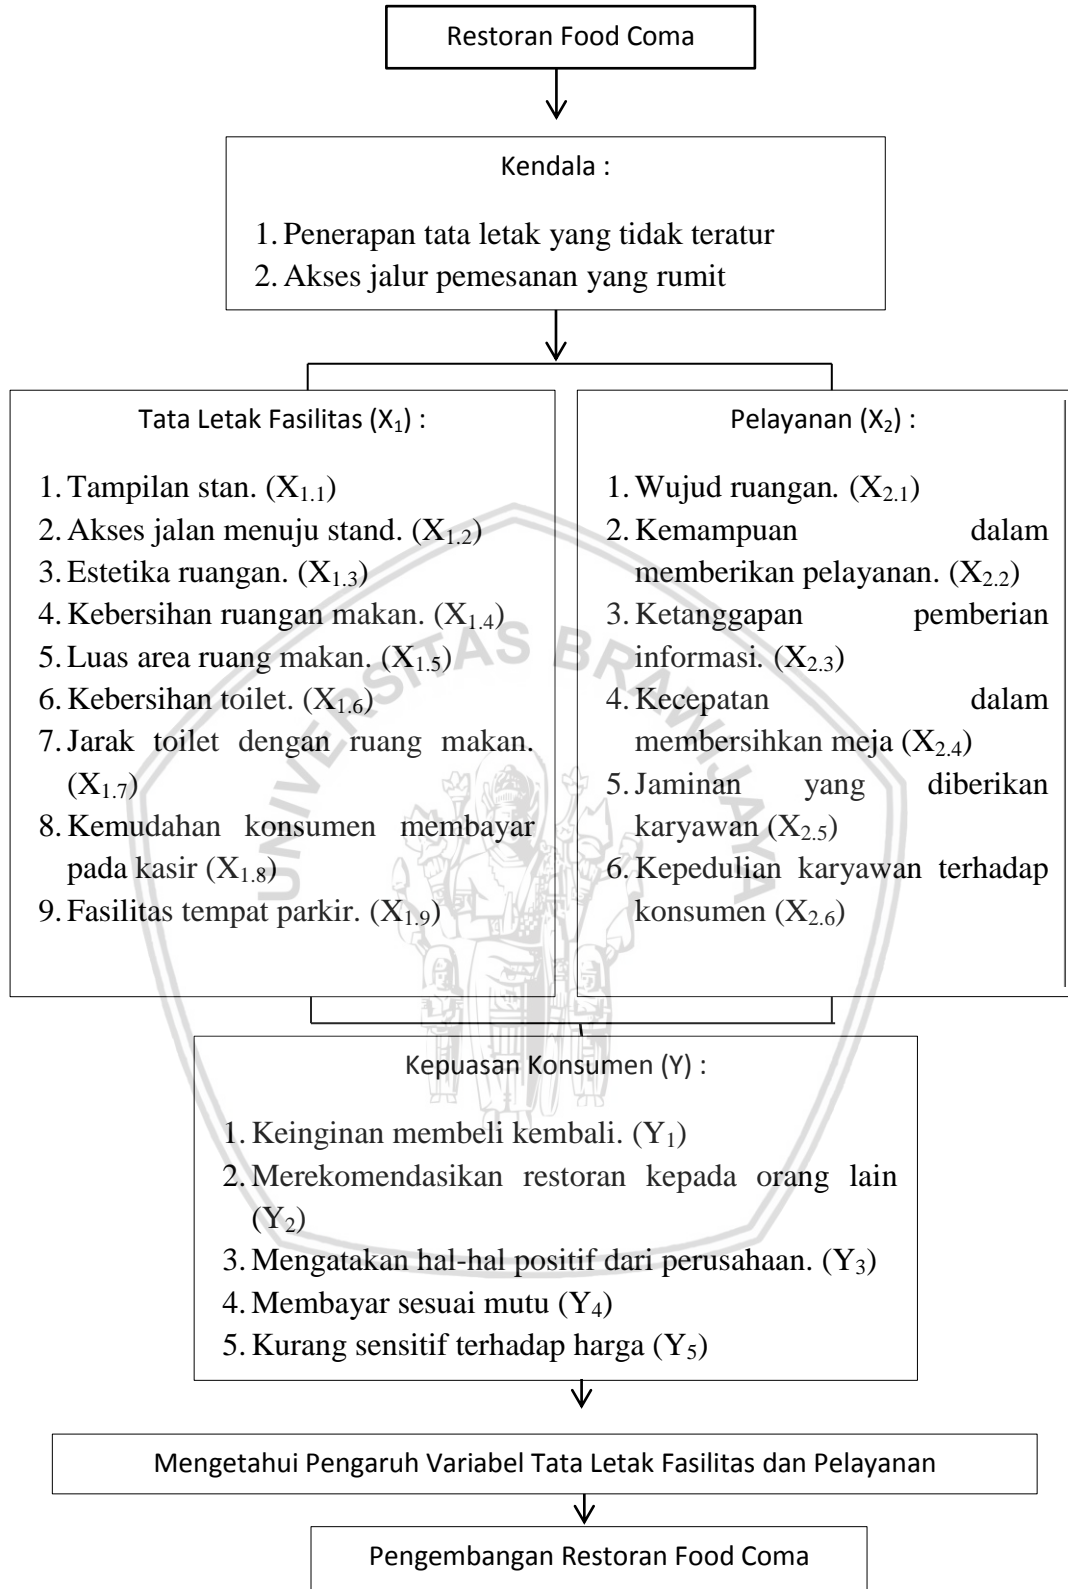 Restoran Food Coma
Kendala :
1. Penerapan tata letak yang tidak teratur
2. Akses jalur pemesanan yang rumit
Tata Letak Fasilitas (X₁) :
1. Tampilan stan. (X₁.₁)
2. Akses jalan menuju stand. (X₁.₂)
3. Estetika ruangan. (X₁.₃)
4. Kebersihan ruangan makan. (X₁.₄)
5. Luas area ruang makan. (X₁.₅)
6. Kebersihan toilet. (X₁.₆)
7. Jarak toilet dengan ruang makan.
(X₁.₇)
8. Kemudahan konsumen membayar
pada kasir (X₁.₈)
9. Fasilitas tempat parkir. (X₁.₉)
Pelayanan (X₂) :
1. Wujud ruangan. (X₂.₁)
2. Kemampuan dalam
memberikan pelayanan. (X₂.₂)
3. Ketanggapan pemberian
informasi. (X₂.₃)
4. Kecepatan dalam
membersihkan meja (X₂.₄)
5. Jaminan yang diberikan
karyawan (X₂.₅)
6. Kepedulian karyawan terhadap
konsumen (X₂.₆)
UNIVERSITAS BRAWIJAYA
Kepuasan Konsumen (Y) :
1. Keinginan membeli kembali. (Y₁)
2. Merekomendasikan restoran kepada orang lain
(Y₂)
3. Mengatakan hal-hal positif dari perusahaan. (Y₃)
4. Membayar sesuai mutu (Y₄)
5. Kurang sensitif terhadap harga (Y₅)
Mengetahui Pengaruh Variabel Tata Letak Fasilitas dan Pelayanan
Pengembangan Restoran Food Coma